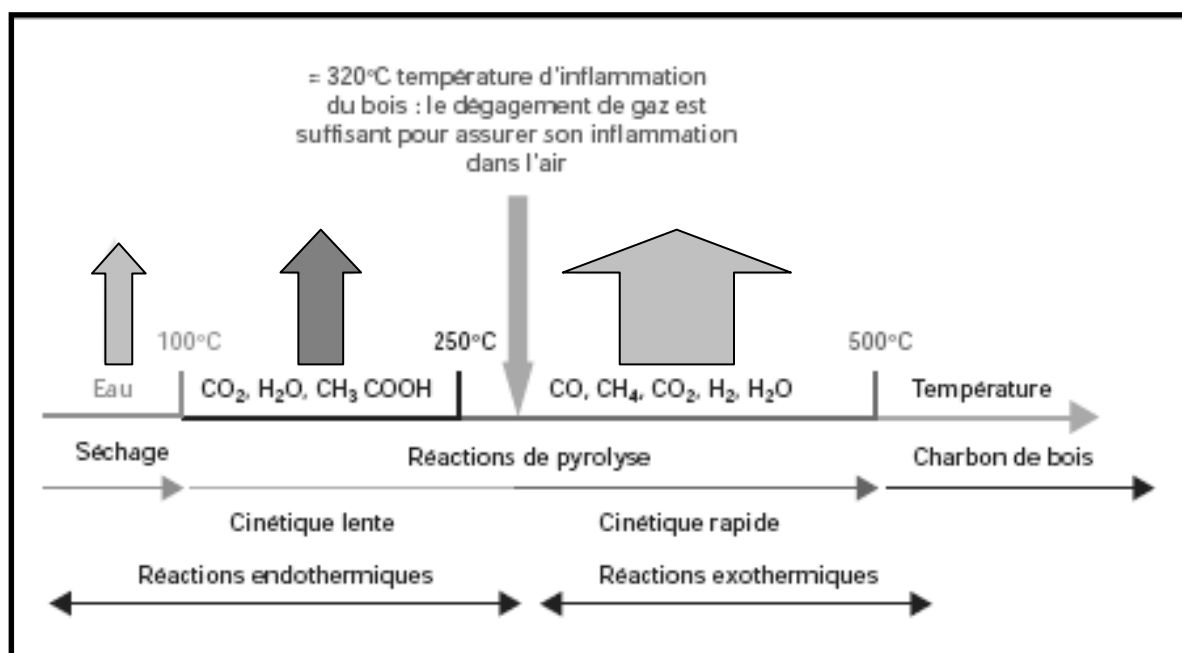 = 320°C température d'inflammation
du bois : le dégagement de gaz est
suffisant pour assurer son inflammation
dans l'air
100°C
250°C
500°C
Eau
CO₂, H₂O, CH₃ COOH
CO, CH₄, CO₂, H₂, H₂O
Température
Séchage
Réactions de pyrolyse
Charbon de bois
Cinétique lente
Cinétique rapide
Réactions endothermiques
Réactions exothermiques